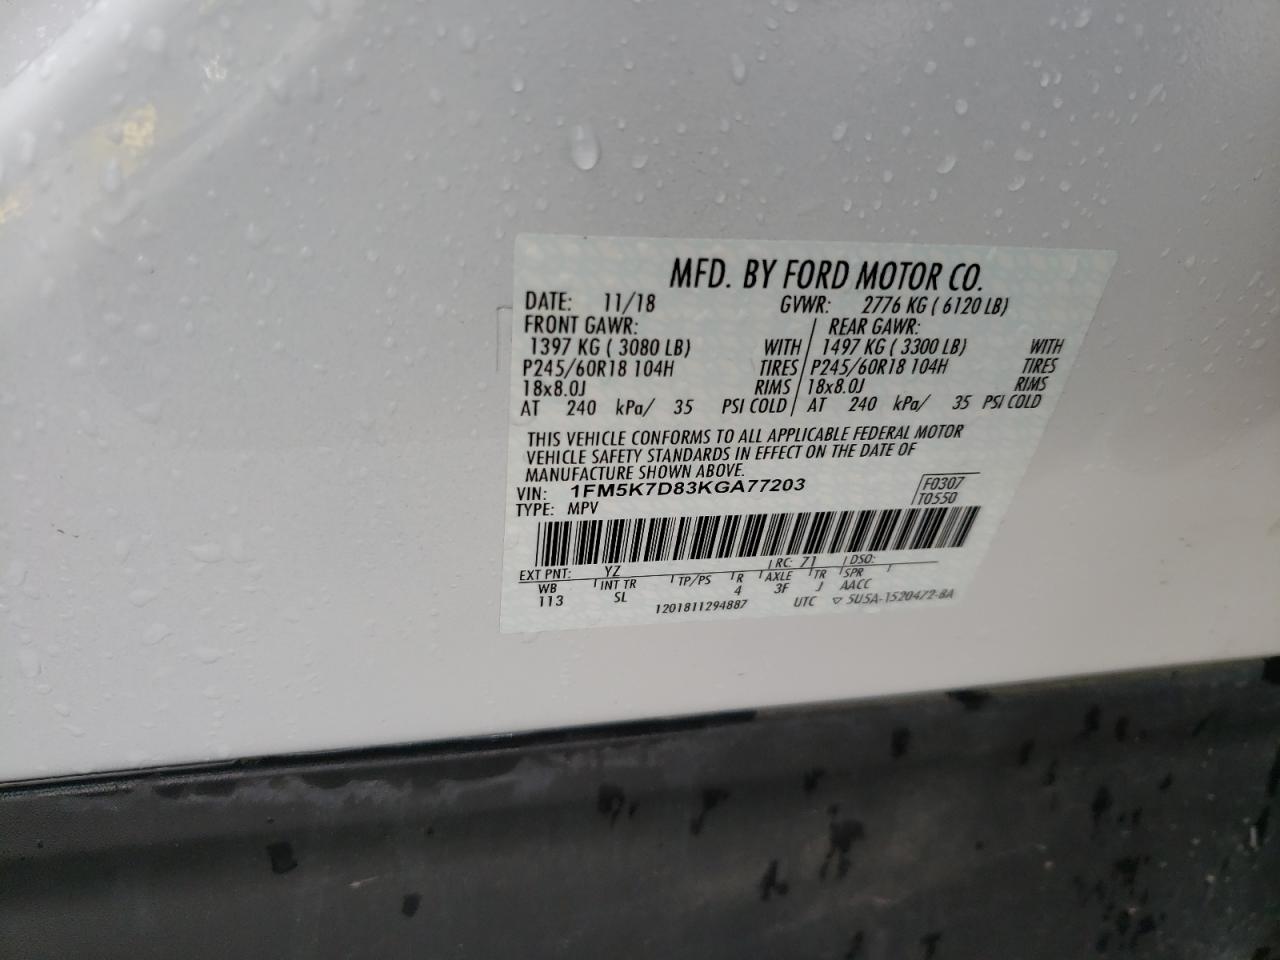 MFD. BY FORD MOTOR CO.
DATE: 11/18 GVWR: 2776 KG ( 6120 LB)
FRONT GAWR: REAR GAWR:
1397 KG ( 3080 LB) WITH 1497 KG ( 3300 LB) WITH
P245/60R18 104H TIRES P245/60R18 104H TIRES
18x8.0J RIMS 18x8.0J RIMS
AT 240 kPa/ 35 PSI COLD AT 240 kPa/ 35 PSI COLD
THIS VEHICLE CONFORMS TO ALL APPLICABLE FEDERAL MOTOR
VEHICLE SAFETY STANDARDS IN EFFECT ON THE DATE OF
MANUFACTURE SHOWN ABOVE.
VIN: 1FM5K7D83KGA77203 F0307
TYPE: MPV T0550
EXT PNT: YZ RC: 71 DSO:
WB INT TR TP/PS R AXLE TR SPR
113 SL 4 3F J AACC
1201811294887 UTC ▽ 5U5A-1520472-BA